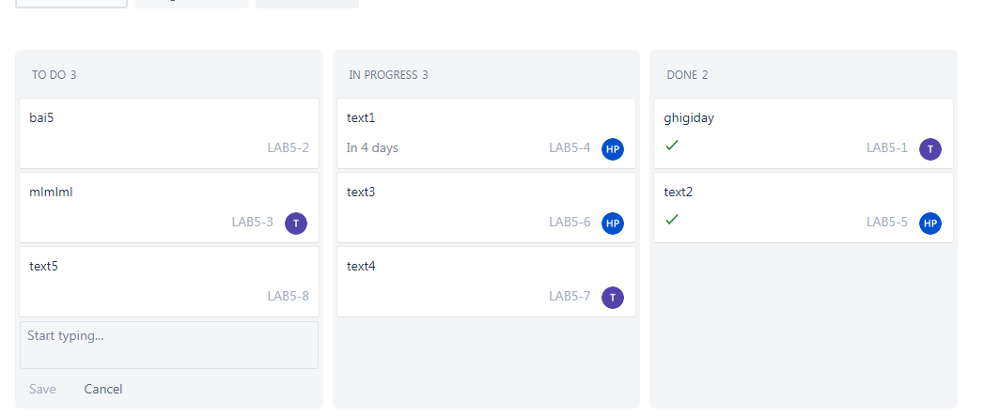 TO DO 3
bai5
LAB5-2
mlmlml
LAB5-3 T
text5
LAB5-8
Start typing...
Save Cancel
IN PROGRESS 3
text1
In 4 days LAB5-4 HP
text3
LAB5-6 HP
text4
LAB5-7 T
DONE 2
ghigiday
LAB5-1 T
text2
LAB5-5 HP